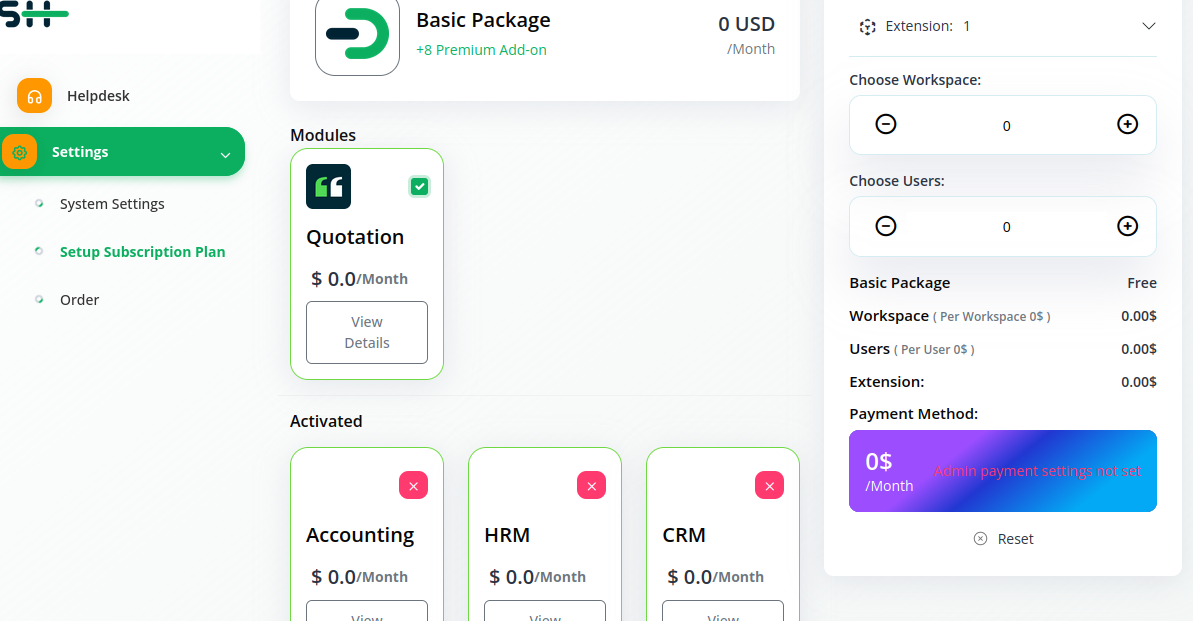 SH
Helpdesk
Settings
System Settings
Setup Subscription Plan
Order
Basic Package
+8 Premium Add-on
0 USD
/Month
Modules
Quotation
$ 0.0/Month
View
Details
Activated
Accounting
$ 0.0/Month
View
HRM
$ 0.0/Month
View
CRM
$ 0.0/Month
View
Extension: 1
Choose Workspace:
0
Choose Users:
0
Basic Package Free
Workspace ( Per Workspace 0$ ) 0.00$
Users ( Per User 0$ ) 0.00$
Extension: 0.00$
Payment Method:
0$
/Month
Admin payment settings not set
Reset